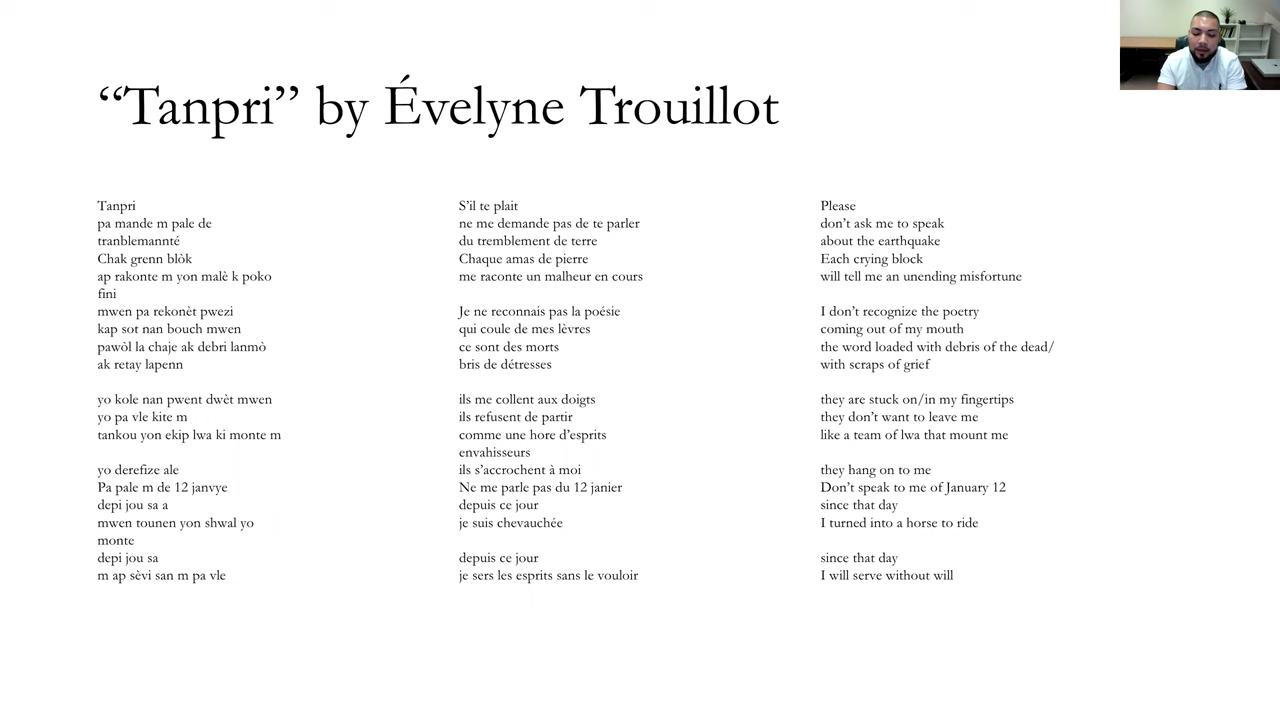 “Tanpri” by Évelyne Trouillot
Tanpri
pa mande m pale de
tranblemannté
Chak grenn blòk
ap rakonte m yon malè k poko
fini
mwen pa rekonèt pwezi
kap sot nan bouch mwen
pawòl la chaje ak debri lanmò
ak retay lapenn
yo kole nan pwent dwèt mwen
yo pa vle kite m
tankou yon ekip lwa ki monte m
yo derefize ale
Pa pale m de 12 janvye
depi jou sa a
mwen tounen yon shwal yo
monte
depi jou sa
m ap sèvi san m pa vle
S’il te plait
ne me demande pas de te parler
du tremblement de terre
Chaque amas de pierre
me raconte un malheur en cours
Je ne reconnais pas la poésie
qui coule de mes lèvres
ce sont des morts
bris de détresses
ils me collent aux doigts
ils refusent de partir
comme une hore d’esprits
envahisseurs
ils s’accrochent à moi
Ne me parle pas du 12 janier
depuis ce jour
je suis chevauchée
depuis ce jour
je sers les esprits sans le vouloir
Please
don’t ask me to speak
about the earthquake
Each crying block
will tell me an unending misfortune
I don’t recognize the poetry
coming out of my mouth
the word loaded with debris of the dead/
with scraps of grief
they are stuck on/in my fingertips
they don’t want to leave me
like a team of lwa that mount me
they hang on to me
Don’t speak to me of January 12
since that day
I turned into a horse to ride
since that day
I will serve without will